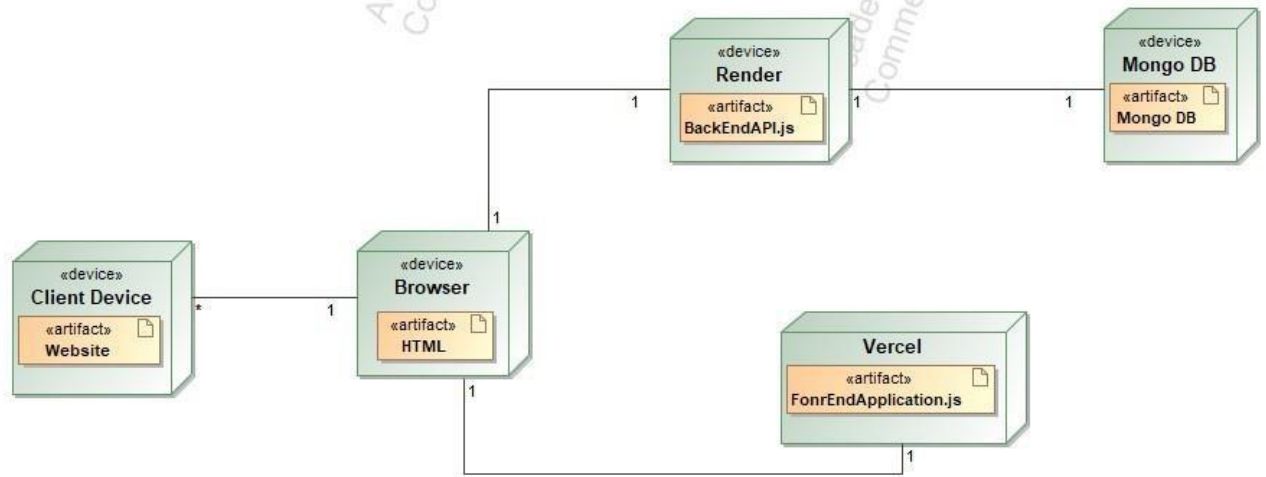 «device»
Render
«artifact»
BackEndAPI.js
«device»
Mongo DB
«artifact»
Mongo DB
1
1
1
1
«device»
Client Device
«artifact»
Website
*
1
«device»
Browser
«artifact»
HTML
1
Vercel
«artifact»
FonrEndApplication.js
1